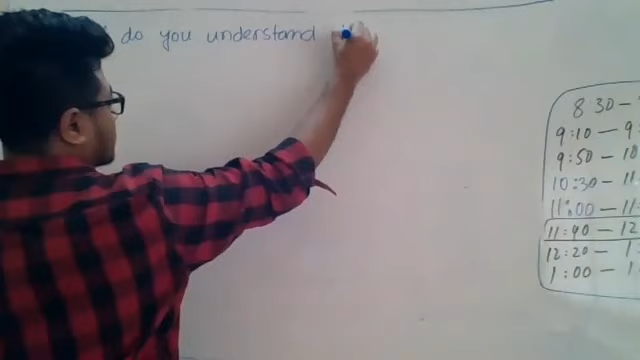 do you understand
8 30 —
9:10 — 9:
9:50 — 10
10:30 — 11
11:00 — 11:
11:40 — 12
12:20 — 1
1:00 — 1